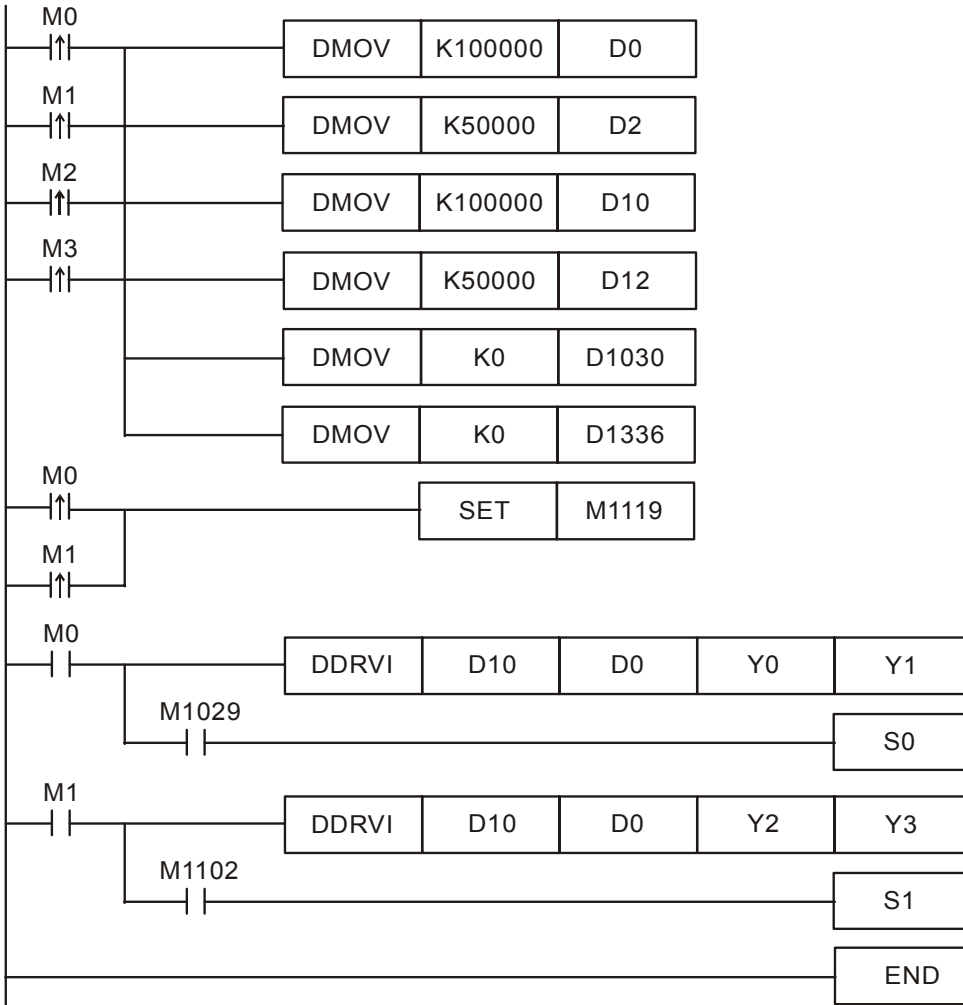 M0
DMOV K100000 D0
M1
DMOV K50000 D2
M2
DMOV K100000 D10
M3
DMOV K50000 D12
DMOV K0 D1030
DMOV K0 D1336
M0
SET M1119
M1
M0
DDRVI D10 D0 Y0 Y1
M1029
S0
M1
DDRVI D10 D0 Y2 Y3
M1102
S1
END